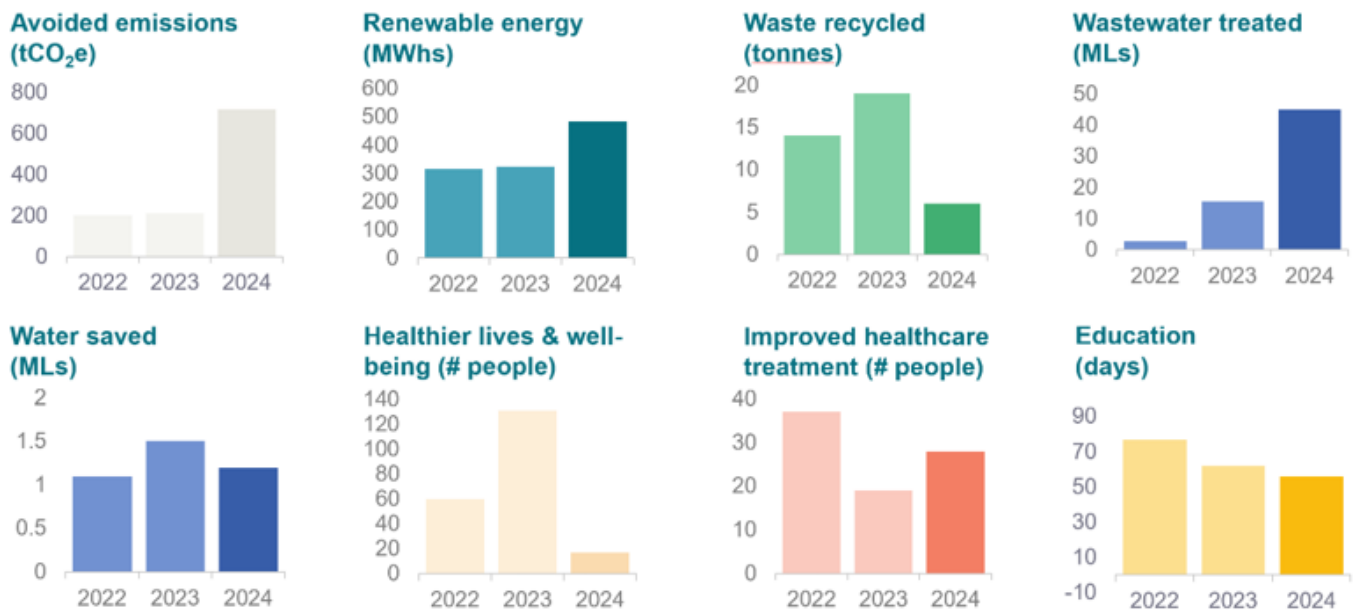 Avoided emissions
(tCO₂e)
800
600
400
200
0
2022 2023 2024
Renewable energy
(MWhs)
600
500
400
300
200
100
0
2022 2023 2024
Waste recycled
(tonnes)
20
15
10
5
0
2022 2023 2024
Wastewater treated
(MLs)
50
40
30
20
10
0
2022 2023 2024
Water saved
(MLs)
2
1.5
1
0.5
0
2022 2023 2024
Healthier lives & well-
being (# people)
140
120
100
80
60
40
20
0
2022 2023 2024
Improved healthcare
treatment (# people)
40
30
20
10
0
2022 2023 2024
Education
(days)
90
70
50
30
10
-10
2022 2023 2024